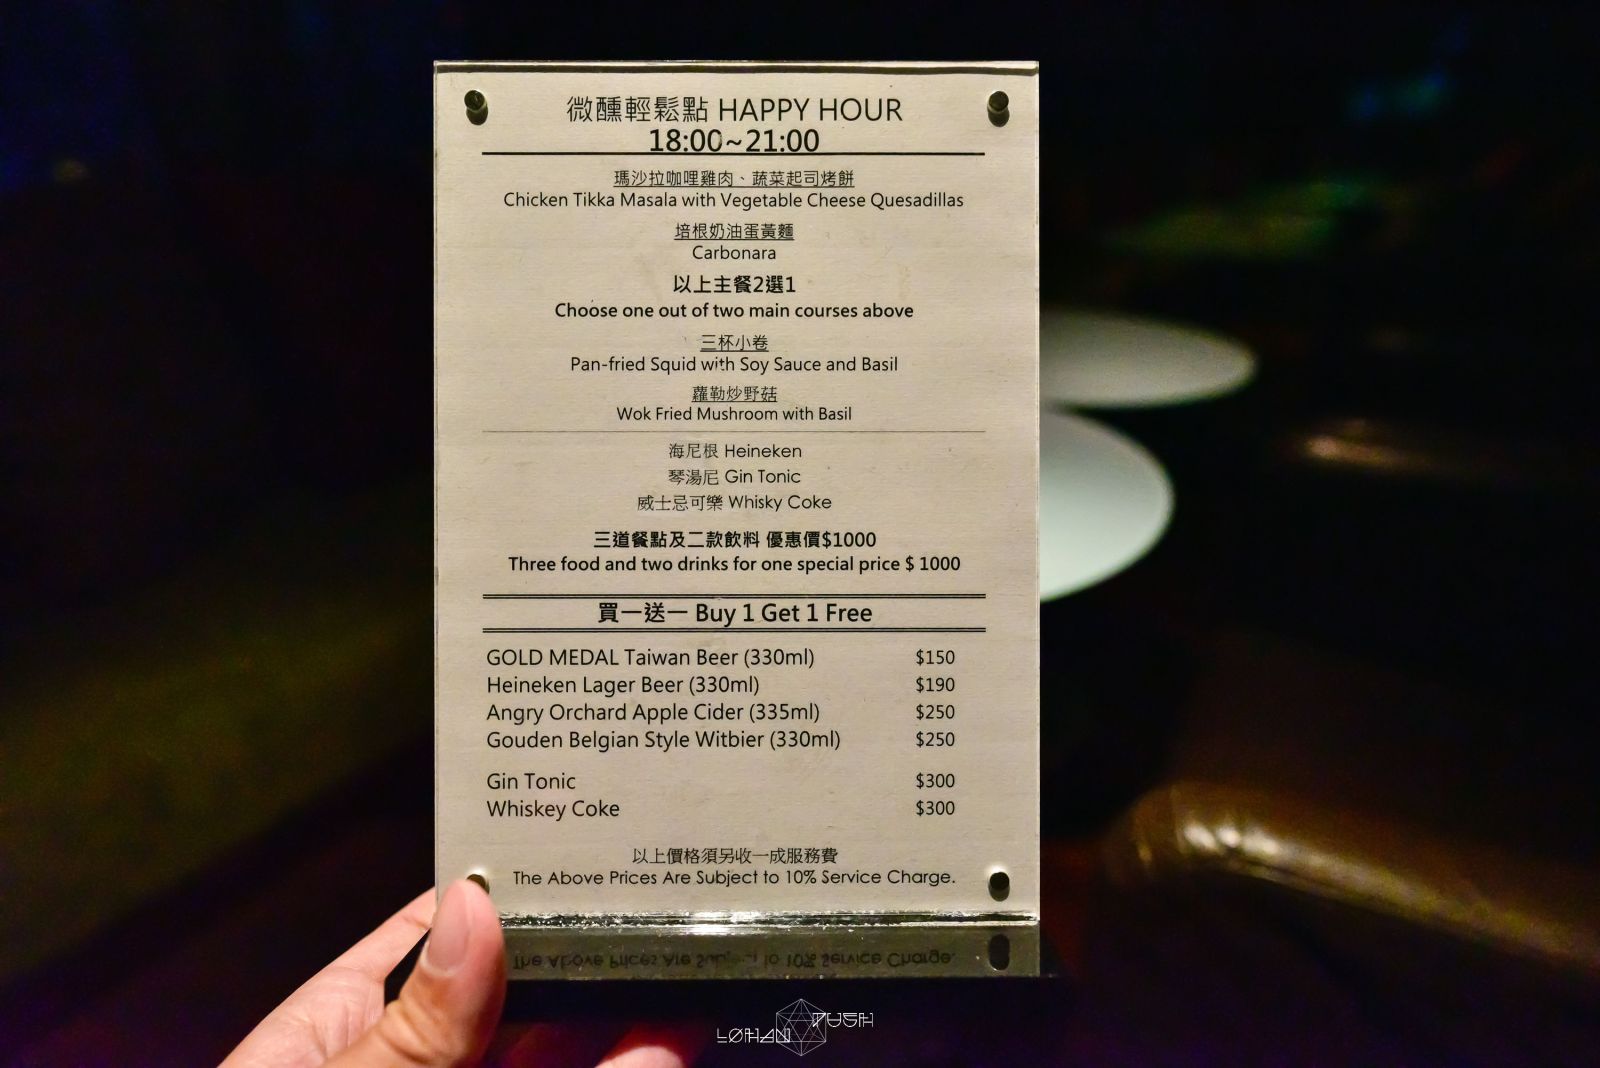 微醺輕鬆點 HAPPY HOUR
18:00~21:00
瑪沙拉咖哩雞肉、蔬菜起司烤餅
Chicken Tikka Masala with Vegetable Cheese Quesadillas
培根奶油蛋黃麵
Carbonara
以上主餐2選1
Choose one out of two main courses above
三杯小卷
Pan-fried Squid with Soy Sauce and Basil
蘿勒炒野菇
Wok Fried Mushroom with Basil
海尼根 Heineken
琴湯尼 Gin Tonic
威士忌可樂 Whisky Coke
三道餐點及二款飲料 優惠價$1000
Three food and two drinks for one special price $ 1000
買一送一 Buy 1 Get 1 Free
GOLD MEDAL Taiwan Beer (330ml) $150
Heineken Lager Beer (330ml) $190
Angry Orchard Apple Cider (335ml) $250
Gouden Belgian Style Witbier (330ml) $250
Gin Tonic $300
Whiskey Coke $300
以上價格須另收一成服務費
The Above Prices Are Subject to 10% Service Charge.
LOHAN DUSH